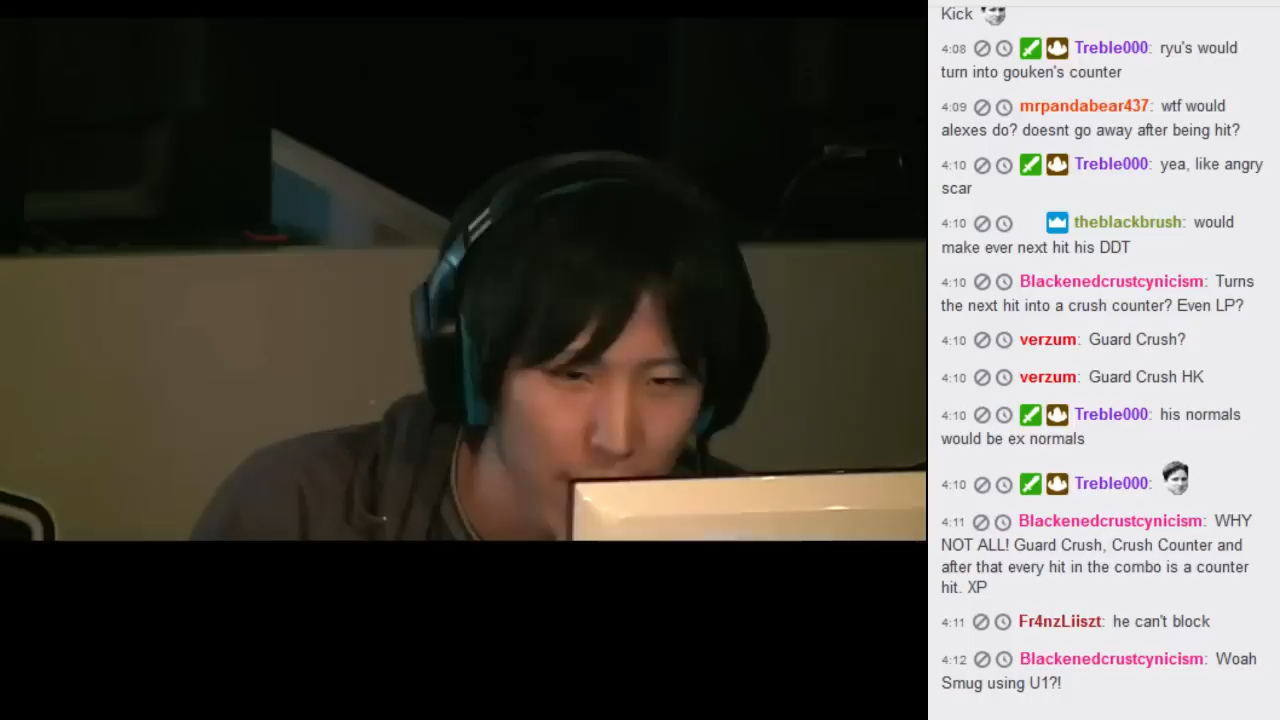 Kick
4:08 Treble000: ryu's would
turn into gouken's counter
4:09 mrpandabear437: wtf would
alexes do? doesnt go away after being hit?
4:10 Treble000: yea, like angry
scar
4:10 theblackbrush: would
make ever next hit his DDT
4:10 Blackenedcrustcynicism: Turns
the next hit into a crush counter? Even LP?
4:10 verzum: Guard Crush?
4:10 verzum: Guard Crush HK
4:10 Treble000: his normals
would be ex normals
4:10 Treble000:
4:11 Blackenedcrustcynicism: WHY
NOT ALL! Guard Crush, Crush Counter and
after that every hit in the combo is a counter
hit. XP
4:11 Fr4nzLiiszt: he can't block
4:12 Blackenedcrustcynicism: Woah
Smug using U1?!